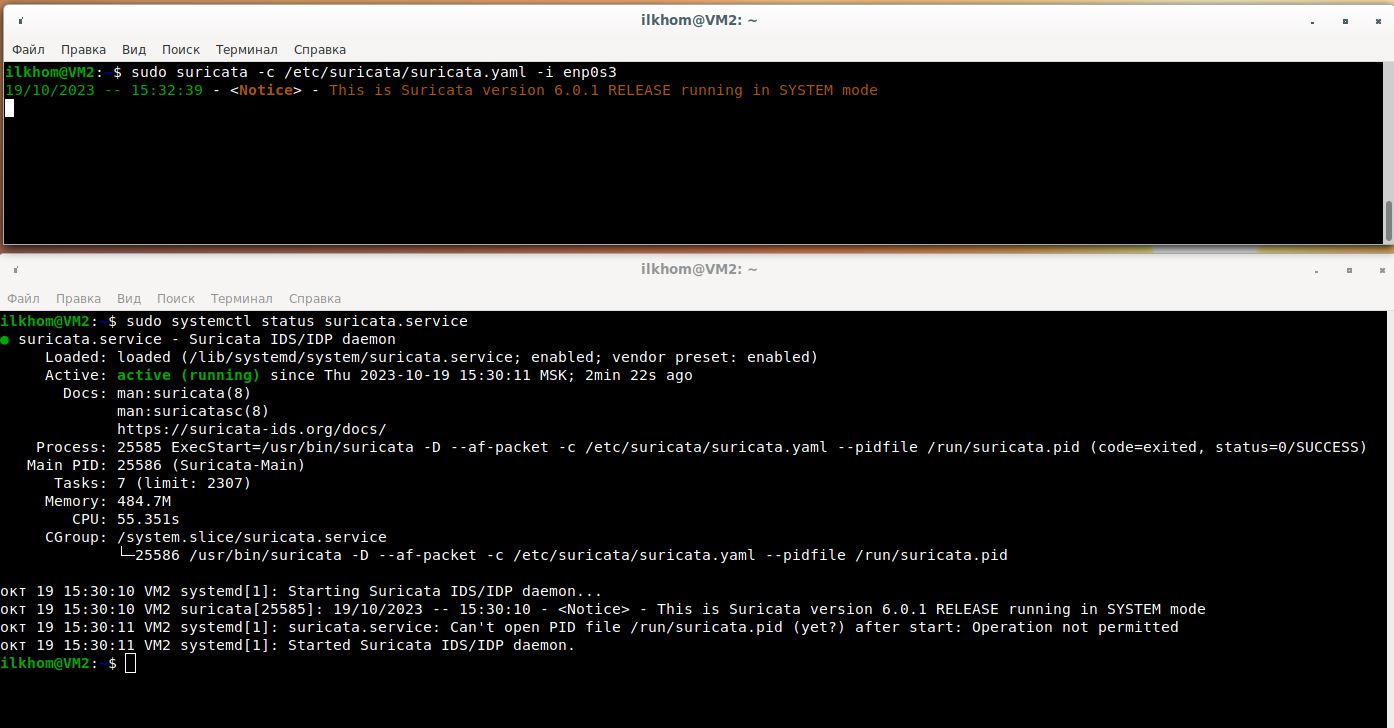 ilkhom@VM2: ~
Файл Правка Вид Поиск Терминал Справка
ilkhom@VM2:~$ sudo suricata -c /etc/suricata/suricata.yaml -i enp0s3
19/10/2023 -- 15:32:39 - <Notice> - This is Suricata version 6.0.1 RELEASE running in SYSTEM mode
ilkhom@VM2: ~
Файл Правка Вид Поиск Терминал Справка
ilkhom@VM2:~$ sudo systemctl status suricata.service
● suricata.service - Suricata IDS/IDP daemon
Loaded: loaded (/lib/systemd/system/suricata.service; enabled; vendor preset: enabled)
Active: active (running) since Thu 2023-10-19 15:30:11 MSK; 2min 22s ago
Docs: man:suricata(8)
man:suricatasc(8)
https://suricata-ids.org/docs/
Process: 25585 ExecStart=/usr/bin/suricata -D --af-packet -c /etc/suricata/suricata.yaml --pidfile /run/suricata.pid (code=exited, status=0/SUCCESS)
Main PID: 25586 (Suricata-Main)
Tasks: 7 (limit: 2307)
Memory: 484.7M
CPU: 55.351s
CGroup: /system.slice/suricata.service
└─25586 /usr/bin/suricata -D --af-packet -c /etc/suricata/suricata.yaml --pidfile /run/suricata.pid
окт 19 15:30:10 VM2 systemd[1]: Starting Suricata IDS/IDP daemon...
окт 19 15:30:10 VM2 suricata[25585]: 19/10/2023 -- 15:30:10 - <Notice> - This is Suricata version 6.0.1 RELEASE running in SYSTEM mode
окт 19 15:30:11 VM2 systemd[1]: suricata.service: Can't open PID file /run/suricata.pid (yet?) after start: Operation not permitted
окт 19 15:30:11 VM2 systemd[1]: Started Suricata IDS/IDP daemon.
ilkhom@VM2:~$